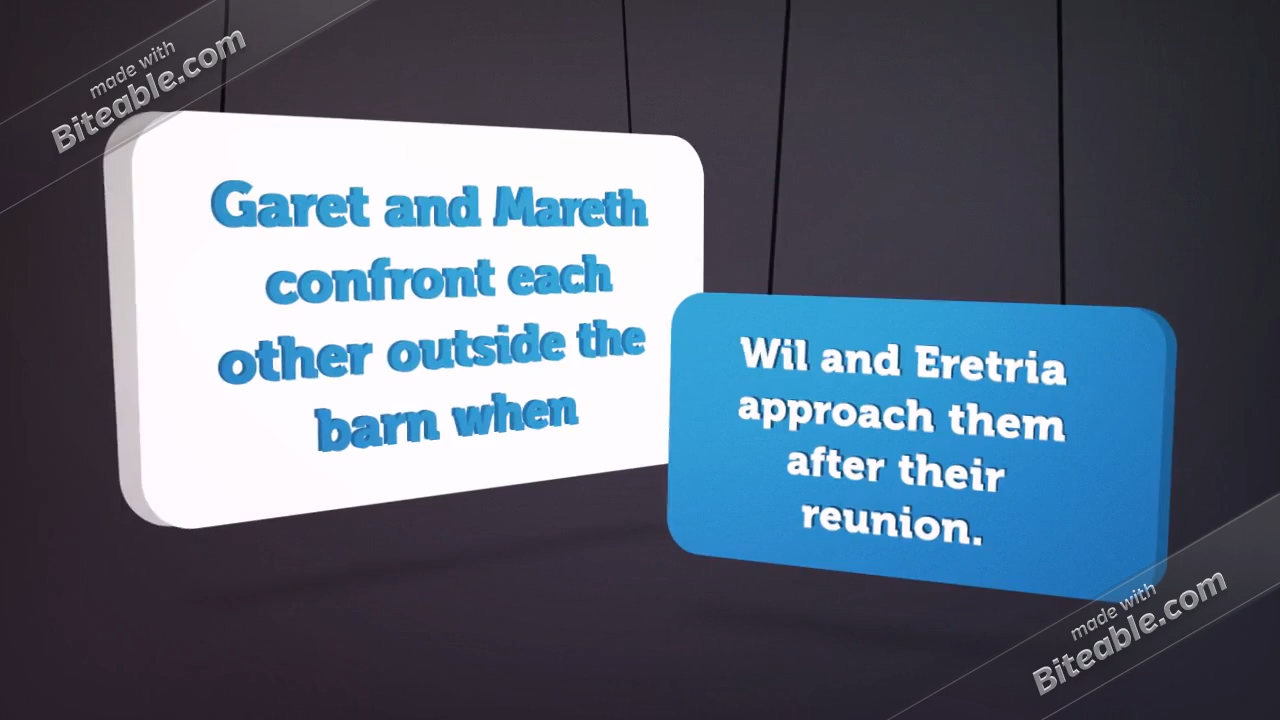 made with
Biteable.com
Garet and Mareth
confront each
other outside the
barn when
Wil and Eretria
approach them
after their
reunion.
made with
Biteable.com